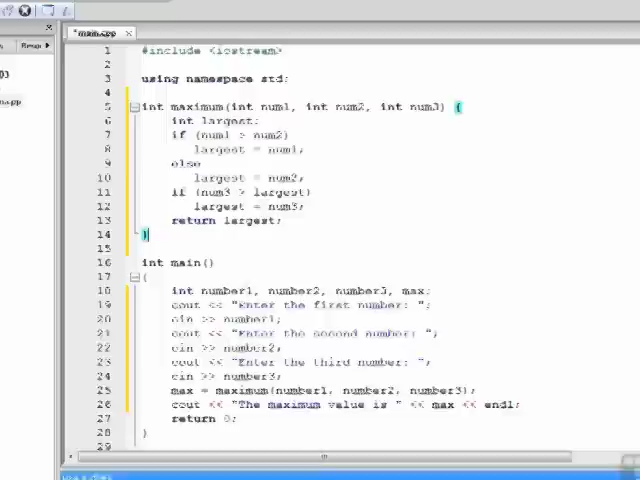 *main.cpp
1 #include <iostream>
2
3 using namespace std;
4
5 int maximum(int num1, int num2, int num3) {
6 int largest;
7 if (num1 > num2)
8 largest = num1;
9 else
10 largest = num2;
11 if (num3 > largest)
12 largest = num3;
13 return largest;
14 }
15
16 int main()
17 {
18 int number1, number2, number3, max;
19 cout << "Enter the first number: ";
20 cin >> number1;
21 cout << "Enter the second number: ";
22 cin >> number2;
23 cout << "Enter the third number: ";
24 cin >> number3;
25 max = maximum(number1, number2, number3);
26 cout << "The maximum value is " << max << endl;
27 return 0;
28 }
29